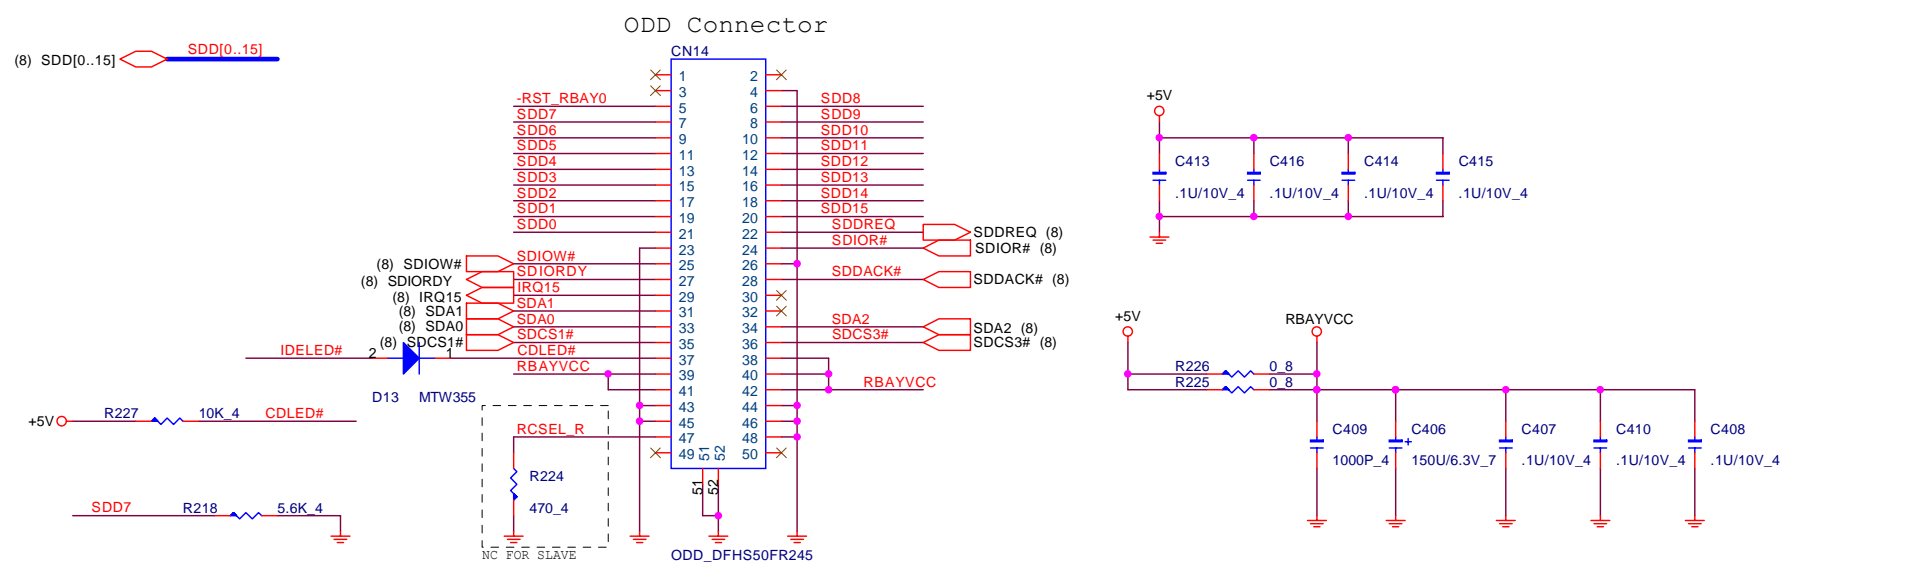 ODD Connector
CN14
(8) SDD[0..15] SDD[0..15]
1 2
3 4
-RST_RBAY0 5 6 SDD8
SDD7 7 8 SDD9
SDD6 9 10 SDD10
SDD5 11 12 SDD11
SDD4 13 14 SDD12
SDD3 15 16 SDD13
SDD2 17 18 SDD14
SDD1 19 20 SDD15
SDD0 21 22 SDDREQ SDDREQ (8)
23 24 SDIOR# SDIOR# (8)
(8) SDIOW# SDIOW# 25 26
(8) SDIORDY SDIORDY 27 28 SDDACK# SDDACK# (8)
(8) IRQ15 IRQ15 29 30
(8) SDA1 SDA1 31 32
(8) SDA0 SDA0 33 34 SDA2 SDA2 (8)
(8) SDCS1# SDCS1# 35 36 SDCS3# SDCS3# (8)
IDELED# 2 1 CDLED# 37 38
RBAYVCC 39 40
41 42 RBAYVCC
D13 MTW355
43 44
+5V R227 10K_4 CDLED# 45 46
RCSEL_R 47 48
49 51 52 50
51 52
R224
470_4
NC FOR SLAVE
SDD7 R218 5.6K_4
ODD_DFHS50FR245
+5V
C413 C416 C414 C415
.1U/10V_4 .1U/10V_4 .1U/10V_4 .1U/10V_4
+5V RBAYVCC
R226 0_8
R225 0_8
C409 C406 + C407 C410 C408
1000P_4 150U/6.3V_7 .1U/10V_4 .1U/10V_4 .1U/10V_4